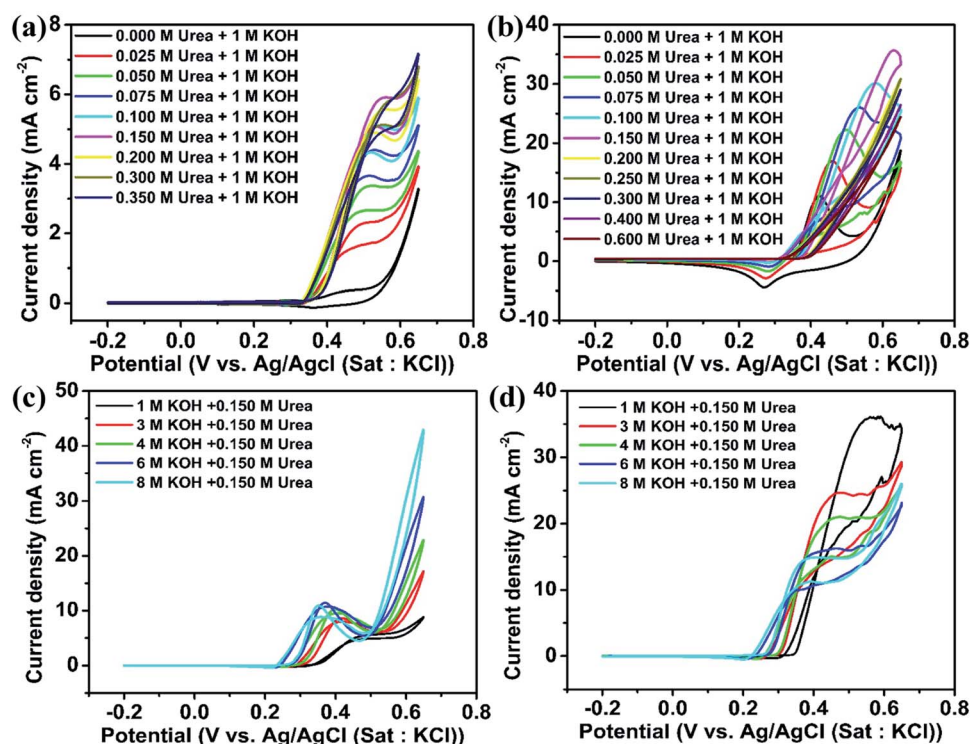 (a)
8
6
4
2
0
Current density (mA cm-2)
0.000 M Urea + 1 M KOH
0.025 M Urea + 1 M KOH
0.050 M Urea + 1 M KOH
0.075 M Urea + 1 M KOH
0.100 M Urea + 1 M KOH
0.150 M Urea + 1 M KOH
0.200 M Urea + 1 M KOH
0.300 M Urea + 1 M KOH
0.350 M Urea + 1 KOH
-0.2 0.0 0.2 0.4 0.6 0.8
Potential (V vs. Ag/Agcl (Sat : KCl))
(b)
40
30
20
10
0
-10
Current density (mA cm-2)
0.000 M Urea + 1 M KOH
0.025 M Urea + 1 M KOH
0.050 M Urea + 1 M KOH
0.075 M Urea + 1 M KOH
0.100 M Urea + 1 M KOH
0.150 M Urea + 1 M KOH
0.200 M Urea + 1 M KOH
0.250 M Urea + 1 M KOH
0.300 M Urea + 1 M KOH
0.400 M Urea + 1 M KOH
0.600 M Urea + 1 M KOH
-0.2 0.0 0.2 0.4 0.6 0.8
Potential (V vs. Ag/AgCl (Sat : KCl))
(c)
50
40
30
20
10
0
Current density (mA cm-2)
1 M KOH +0.150 M Urea
3 M KOH +0.150 M Urea
4 M KOH +0.150 M Urea
6 M KOH +0.150 M Urea
8 M KOH +0.150 M Urea
-0.2 0.0 0.2 0.4 0.6 0.8
Potential (V vs. Ag/AgCl (Sat : KCl))
(d)
40
30
20
10
0
Current density (mA cm-2)
1 M KOH +0.150 M Urea
3 M KOH +0.150 M Urea
4 M KOH +0.150 M Urea
6 M KOH +0.150 M Urea
8 M KOH +0.150 M Urea
-0.2 0.0 0.2 0.4 0.6 0.8
Potential (V vs. Ag/AgCl (Sat : KCl))